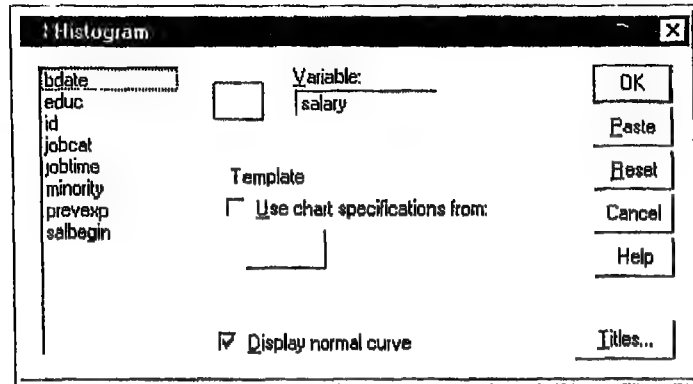 Histogram
bdate
educ
id
jobcat
jobtime
minority
prevexp
salbegin
Variable:
salary
Template
Use chart specifications from:
Display normal curve
OK
Paste
Reset
Cancel
Help
Titles...